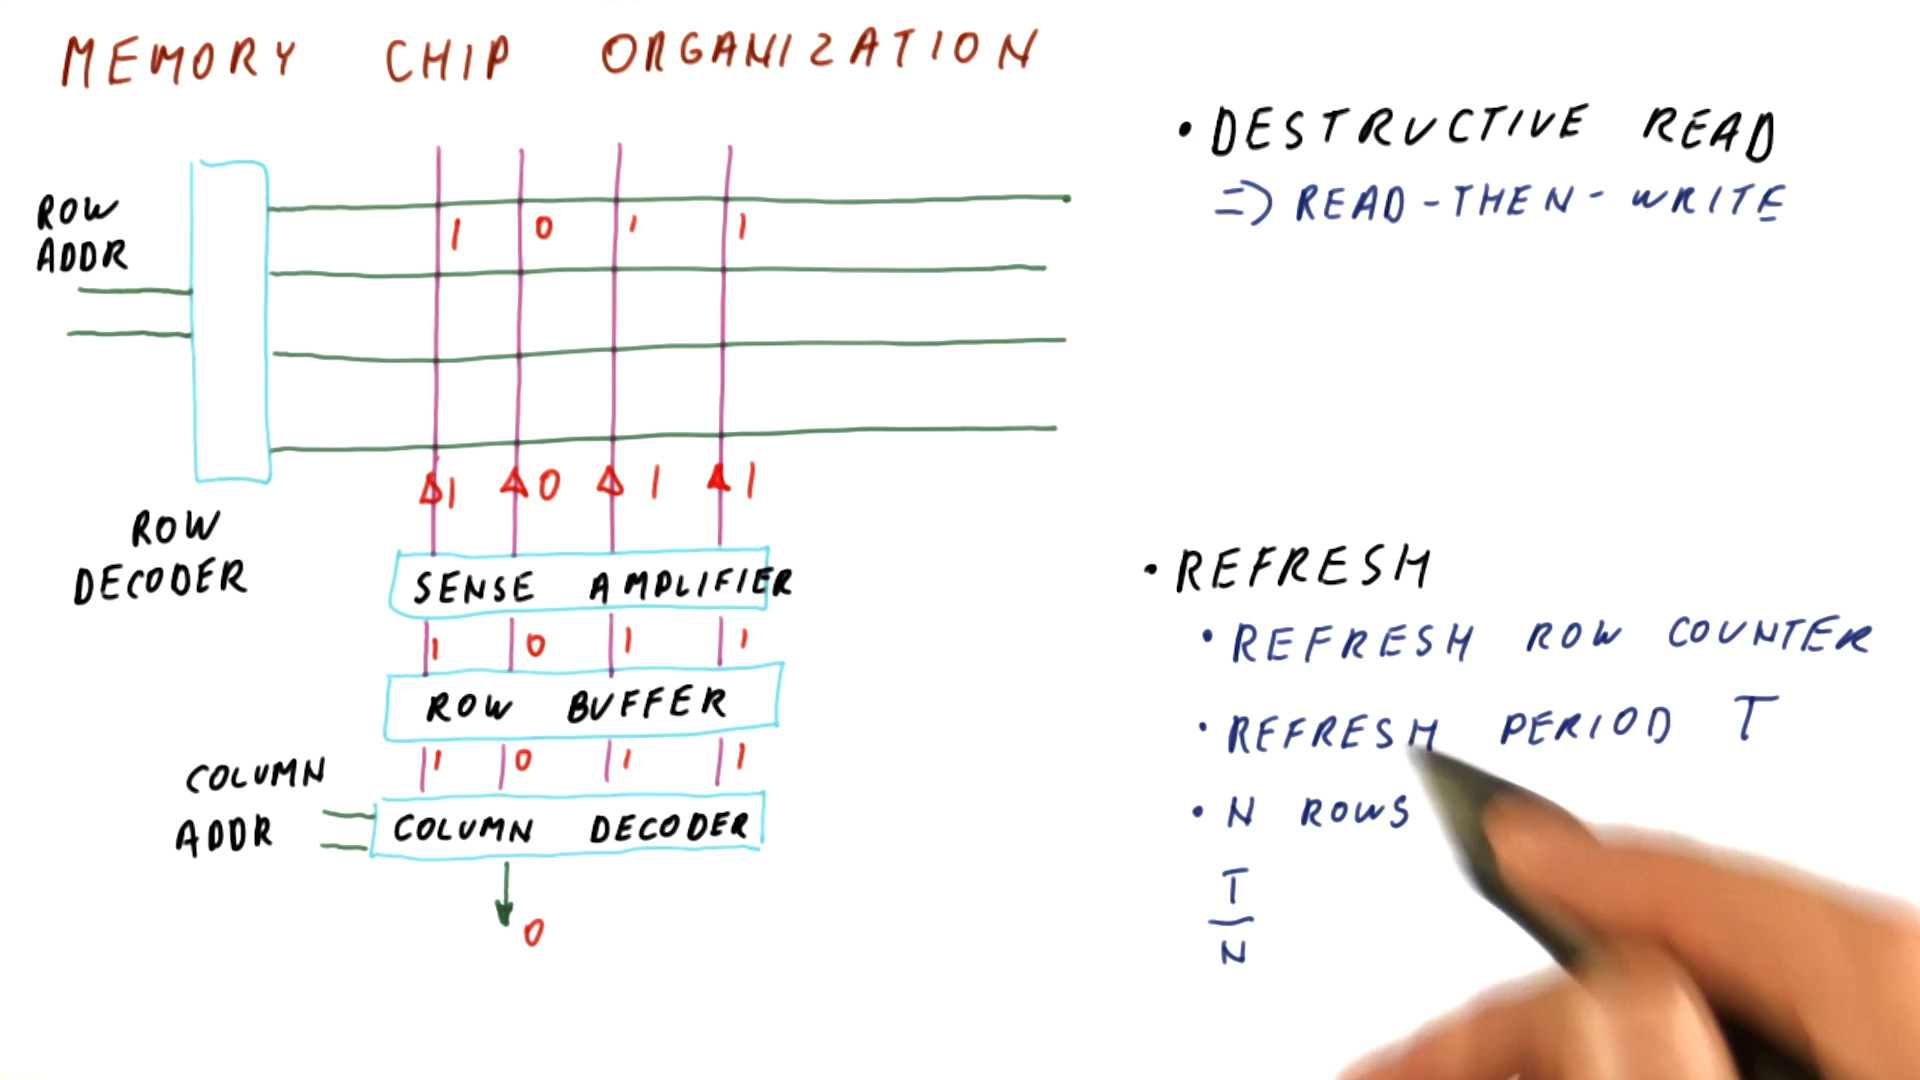 MEMORY CHIP ORGANIZATION
ROW
ADDR
1 0 1 1
1 0 1 1
ROW
DECODER
SENSE AMPLIFIER
1 0 1 1
ROW BUFFER
1 0 1 1
COLUMN
ADDR
COLUMN DECODER
0
• DESTRUCTIVE READ
=> READ-THEN-WRITE
• REFRESH
• REFRESH ROW COUNTER
• REFRESH PERIOD T
• N ROWS
T
N